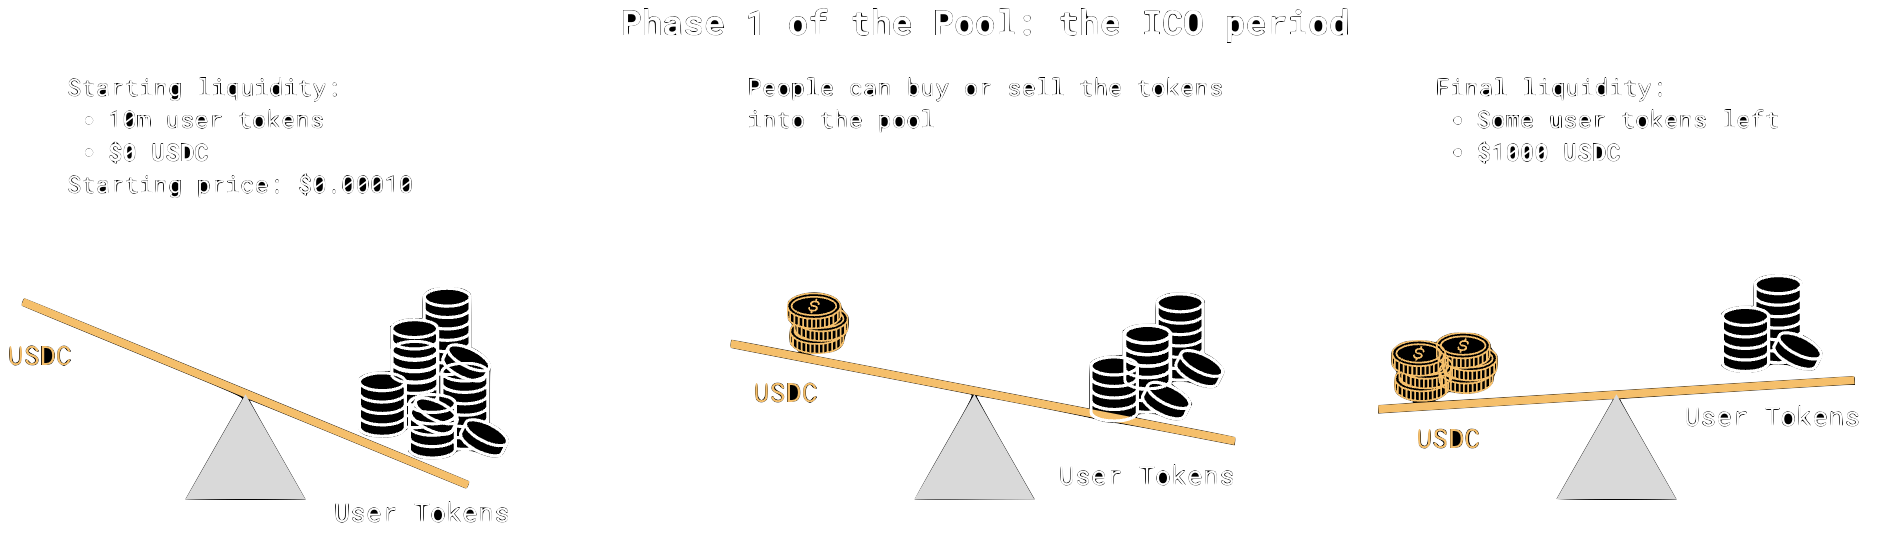 Phase 1 of the Pool: the ICO period
Starting liquidity:
◦ 10m user tokens
◦ $0 USDC
Starting price: $0.00010
People can buy or sell the tokens
into the pool
Final liquidity:
◦ Some user tokens left
◦ $1000 USDC
USDC
User Tokens
$
USDC
User Tokens
$ $
USDC
User Tokens